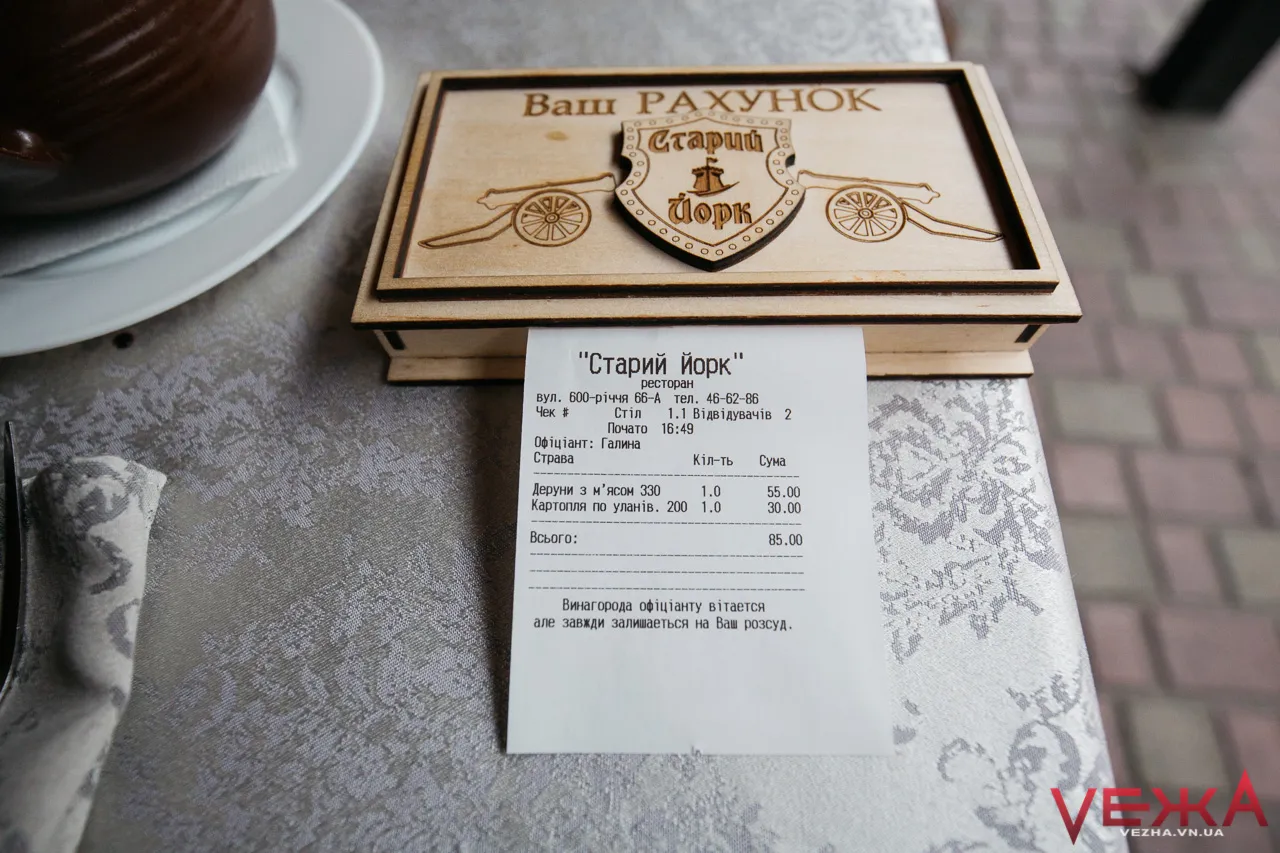 Ваш РАХУНОК
Старий
Йорк
"Старий Йорк"
ресторан
вул. 600-річчя 66-А тел. 46-62-86
Чек # Стіл 1.1 Відвідувачів 2
Почато 16:49
Офіціант: Галина
Страва Кіл-ть Сума
Деруни з м'ясом 330 1.0 55.00
Картопля по уланів. 200 1.0 30.00
Всього: 85.00
Винагорода офіціанту вітается
але завжди залишаеться на Ваш розсуд.
VЕЖА
VEZHA.VN.UA